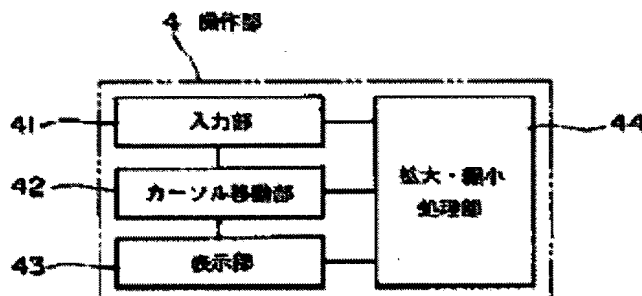 4 操作部
41
入力部
44
42
カーソル移動部
拡大・縮小
処理部
43
表示部